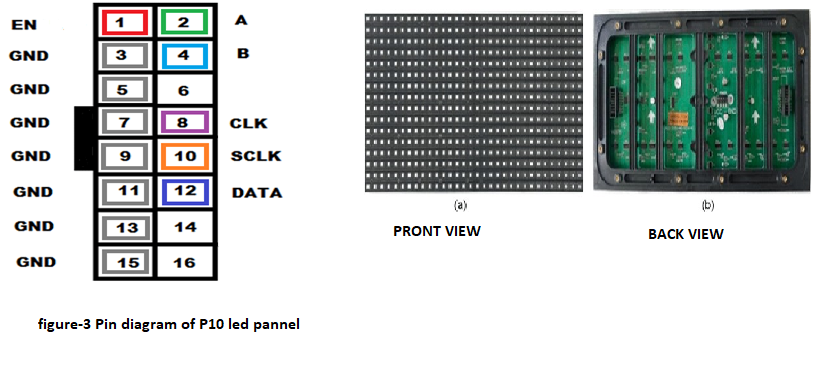 EN 1 2 A
GND 3 4 B
GND 5 6
GND 7 8 CLK
GND 9 10 SCLK
GND 11 12 DATA
GND 13 14
GND 15 16
(a) (b)
PRONT VIEW BACK VIEW
figure-3 Pin diagram of P10 led pannel